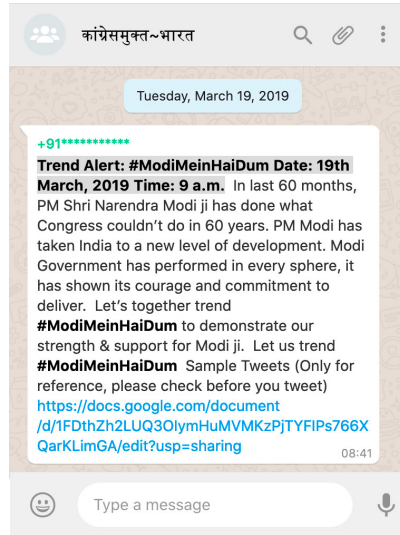 कांग्रेसमुक्त~भारत
Tuesday, March 19, 2019
+91***********
Trend Alert: #ModiMeinHaiDum Date: 19th
March, 2019 Time: 9 a.m. In last 60 months,
PM Shri Narendra Modi ji has done what
Congress couldn't do in 60 years. PM Modi has
taken India to a new level of development. Modi
Government has performed in every sphere, it
has shown its courage and commitment to
deliver. Let's together trend
#ModiMeinHaiDum to demonstrate our
strength & support for Modi ji. Let us trend
#ModiMeinHaiDum Sample Tweets (Only for
reference, please check before you tweet)
https://docs.google.com/document
/d/1FDthZh2LUQ3OlymHuMVMKzPjTYFlPs766X
QarKLimGA/edit?usp=sharing
08:41
Type a message